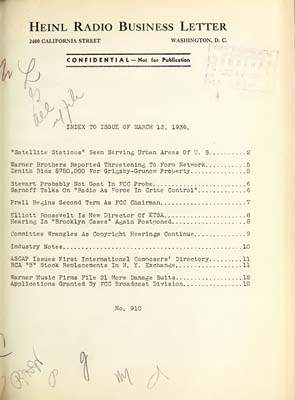 HEINL RADIO BUSINESS LETTER
2400 CALIFORNIA STREET WASHINGTON, D. C.
CONFIDENTIAL—Not for Publication
INDEX TO ISSUE OF MARCH 13, 1936.
"Satellite Stations" Seen Serving Urban Areas Of U. S..........2
Warner Brothers Reported Threatening To Form Network...........5
Zenith Bids $750,000 For Grigsby-Grunow Property...............5
Stewart Probably Not Goat In FCC Probe.........................6
Sarnoff Talks On "Radio As Force In Crime Control".............6
Prall Begins Second Term As FCC Chairman.......................7
Elliott Roosevelt Is New Director Of KTSA......................8
Hearing In "Brooklyn Cases" Again Postponed....................8
Committee Wrangles As Copyright Hearings Continue..............9
Industry Notes................................................10
ASCAP Issues First International Composers' Directory.........11
RCA "B" Stock Replacements In N. Y. Exchange..................11
Warner Music Firms File 21 More Damage Suits..................12
Applications Granted By FCC Broadcast Division................12
No. 910